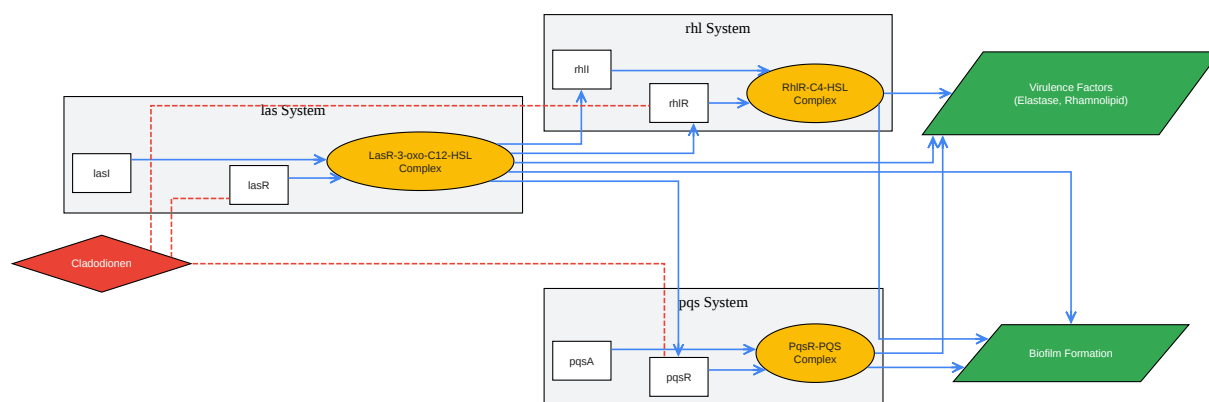 rhl System
rhlI
rhlR
RhlR-C4-HSL
Complex
Virulence Factors
(Elastase, Rhamnolipid)
las System
lasI
lasR
LasR-3-oxo-C12-HSL
Complex
Cladodionen
pqs System
pqsA
pqsR
PqsR-PQS
Complex
Biofilm Formation